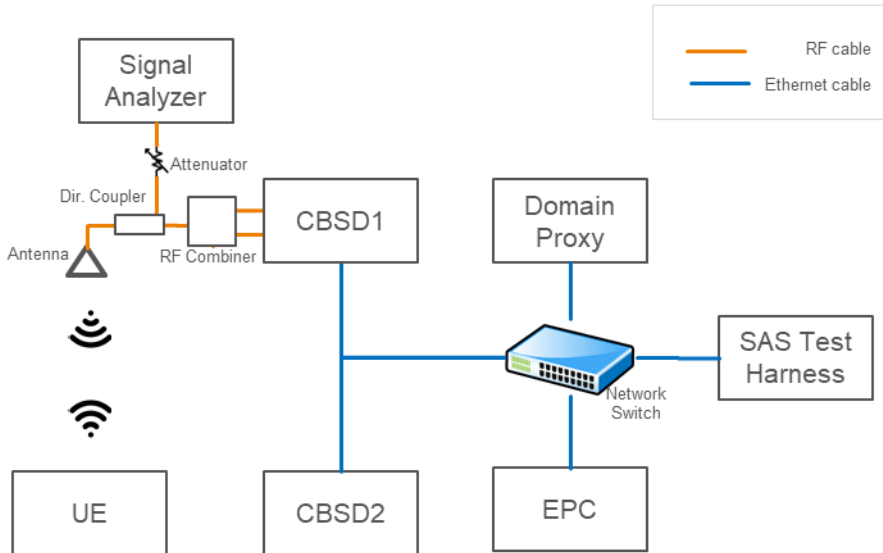 Signal
Analyzer
RF cable
Ethernet cable
Attenuator
Dir. Coupler
CBSD1
Domain
Proxy
Antenna
RF Combiner
SAS Test
Harness
Network
Switch
UE
CBSD2
EPC